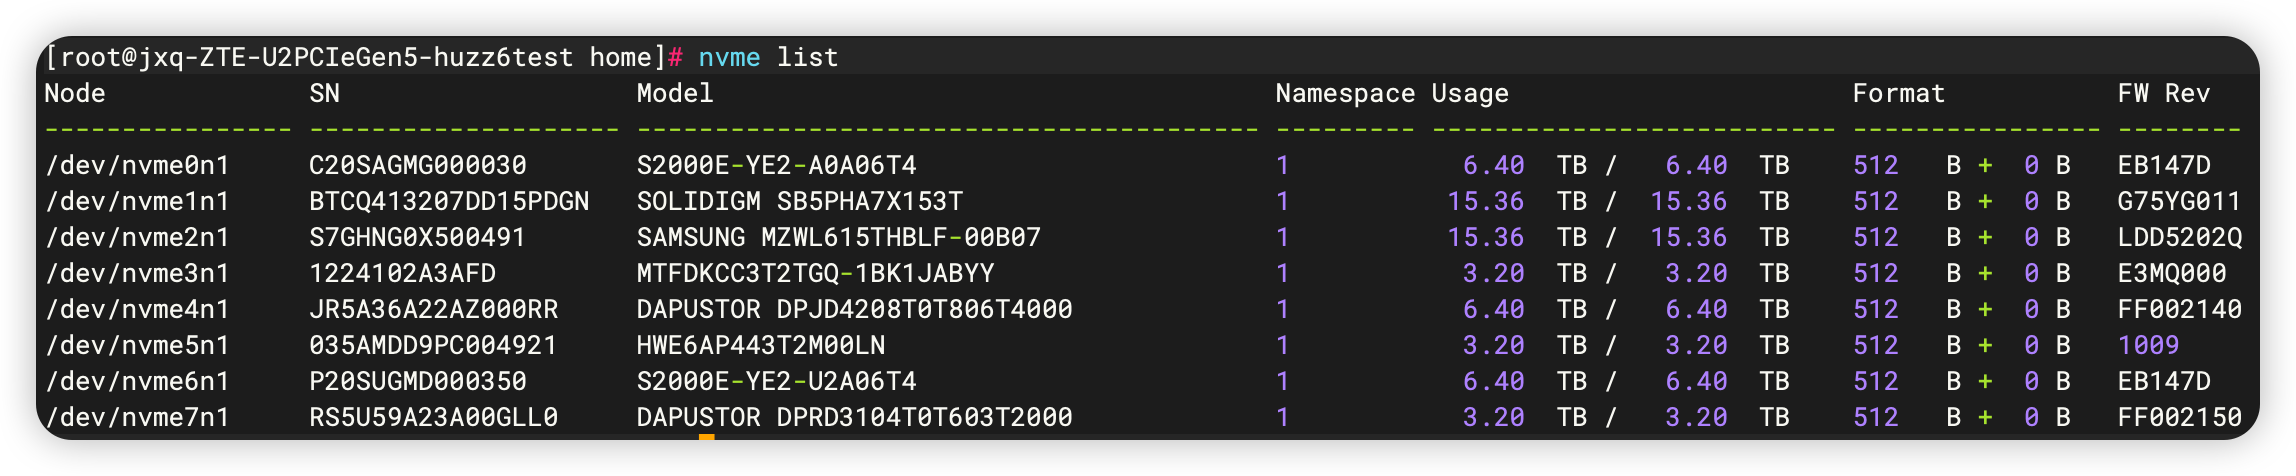 [root@jxq-ZTE-U2PCIeGen5-huzz6test home]# nvme list
Node             SN                   Model                                    Namespace Usage                      Format           FW Rev
---------------- -------------------- ---------------------------------------- --------- -------------------------- ---------------- --------
/dev/nvme0n1     C20SAGMG000030       S2000E-YE2-A0A06T4                       1           6.40  TB /   6.40  TB    512   B +  0 B   EB147D
/dev/nvme1n1     BTCQ413207DD15PDGN   SOLIDIGM SB5PHA7X153T                    1          15.36  TB /  15.36  TB    512   B +  0 B   G75YG011
/dev/nvme2n1     S7GHNG0X500491       SAMSUNG MZWL615THBLF-00B07               1          15.36  TB /  15.36  TB    512   B +  0 B   LDD5202Q
/dev/nvme3n1     1224102A3AFD         MTFDKCC3T2TGQ-1BK1JABYY                  1           3.20  TB /   3.20  TB    512   B +  0 B   E3MQ000
/dev/nvme4n1     JR5A36A22AZ000RR     DAPUSTOR DPJD4208T0T806T4000             1           6.40  TB /   6.40  TB    512   B +  0 B   FF002140
/dev/nvme5n1     035AMDD9PC004921     HWE6AP443T2M00LN                         1           3.20  TB /   3.20  TB    512   B +  0 B   1009
/dev/nvme6n1     P20SUGMD000350       S2000E-YE2-U2A06T4                       1           6.40  TB /   6.40  TB    512   B +  0 B   EB147D
/dev/nvme7n1     RS5U59A23A00GLL0     DAPUSTOR DPRD3104T0T603T2000             1           3.20  TB /   3.20  TB    512   B +  0 B   FF002150